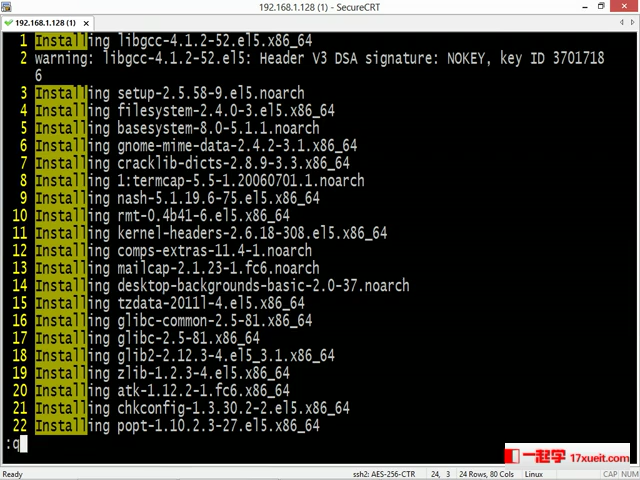 192.168.1.128 (1) - SecureCRT
192.168.1.128 (1)
1 Installing libgcc-4.1.2-52.el5.x86_64
2 warning: libgcc-4.1.2-52.el5: Header V3 DSA signature: NOKEY, key ID 3701718
6
3 Installing setup-2.5.58-9.el5.noarch
4 Installing filesystem-2.4.0-3.el5.x86_64
5 Installing basesystem-8.0-5.1.1.noarch
6 Installing gnome-mime-data-2.4.2-3.1.x86_64
7 Installing cracklib-dicts-2.8.9-3.3.x86_64
8 Installing 1:termcap-5.5-1.20060701.1.noarch
9 Installing nash-5.1.19.6-75.el5.x86_64
10 Installing rmt-0.4b41-6.el5.x86_64
11 Installing kernel-headers-2.6.18-308.el5.x86_64
12 Installing comps-extras-11.4-1.noarch
13 Installing mailcap-2.1.23-1.fc6.noarch
14 Installing desktop-backgrounds-basic-2.0-37.noarch
15 Installing tzdata-2011l-4.el5.x86_64
16 Installing glibc-common-2.5-81.x86_64
17 Installing glibc-2.5-81.x86_64
18 Installing glib2-2.12.3-4.el5_3.1.x86_64
19 Installing zlib-1.2.3-4.el5.x86_64
20 Installing atk-1.12.2-1.fc6.x86_64
21 Installing chkconfig-1.3.30.2-2.el5.x86_64
22 Installing popt-1.10.2.3-27.el5.x86_64
:q
一起学 17xueit.com
Ready ssh2: AES-256-CTR 24, 3 24 Rows, 80 Cols Linux CAP NUM